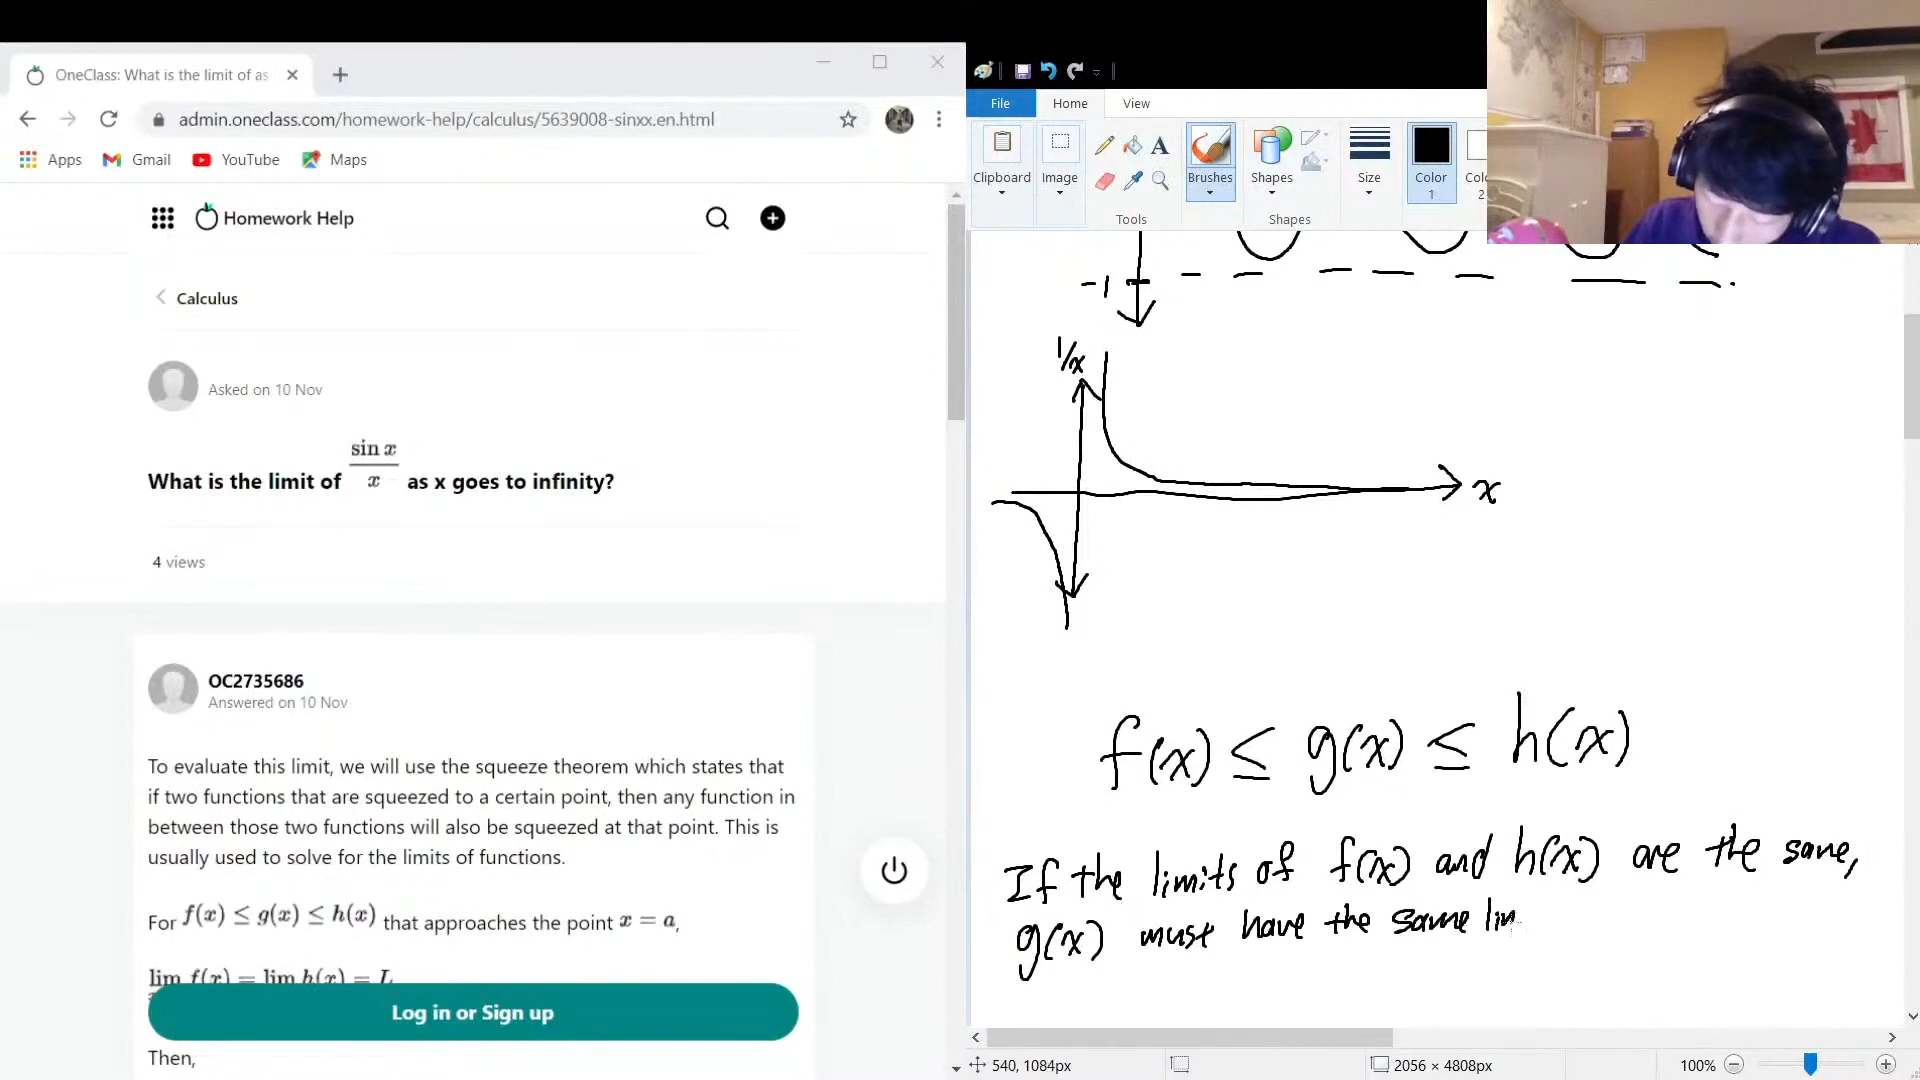 OneClass: What is the limit of as
admin.oneclass.com/homework-help/calculus/5639008-sinxx.en.html
Apps Gmail YouTube Maps
Homework Help
Calculus
Asked on 10 Nov
What is the limit of sin x / x as x goes to infinity?
4 views
OC2735686
Answered on 10 Nov
To evaluate this limit, we will use the squeeze theorem which states that
if two functions that are squeezed to a certain point, then any function in
between those two functions will also be squeezed at that point. This is
usually used to solve for the limits of functions.
For f(x) ≤ g(x) ≤ h(x) that approaches the point x = a,
lim f(x) = lim h(x) = L
Log in or Sign up
Then,
File Home View
Clipboard Image Brushes Shapes Size Color
1 2
Tools Shapes
-1
1/x
x
f(x) ≤ g(x) ≤ h(x)
If the limits of f(x) and h(x) are the same,
g(x) must have the same lim
540, 1084px 2056 × 4808px 100%